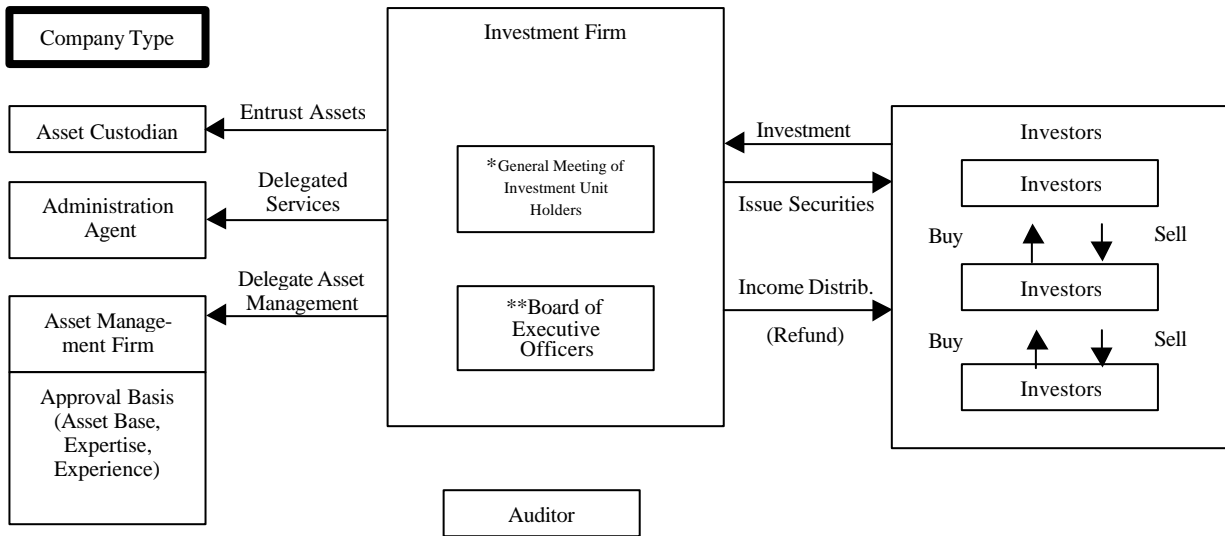 Company Type
Investment Firm
Asset Custodian
Entrust Assets
Administration
Agent
Delegated
Services
Asset Manage-
ment Firm
Delegate Asset
Management
Approval Basis
(Asset Base,
Expertise,
Experience)
*General Meeting of
Investment Unit
Holders
**Board of
Executive
Officers
Auditor
Investment
Issue Securities
Income Distrib.
(Refund)
Investors
Investors
Buy
Sell
Investors
Buy
Sell
Investors